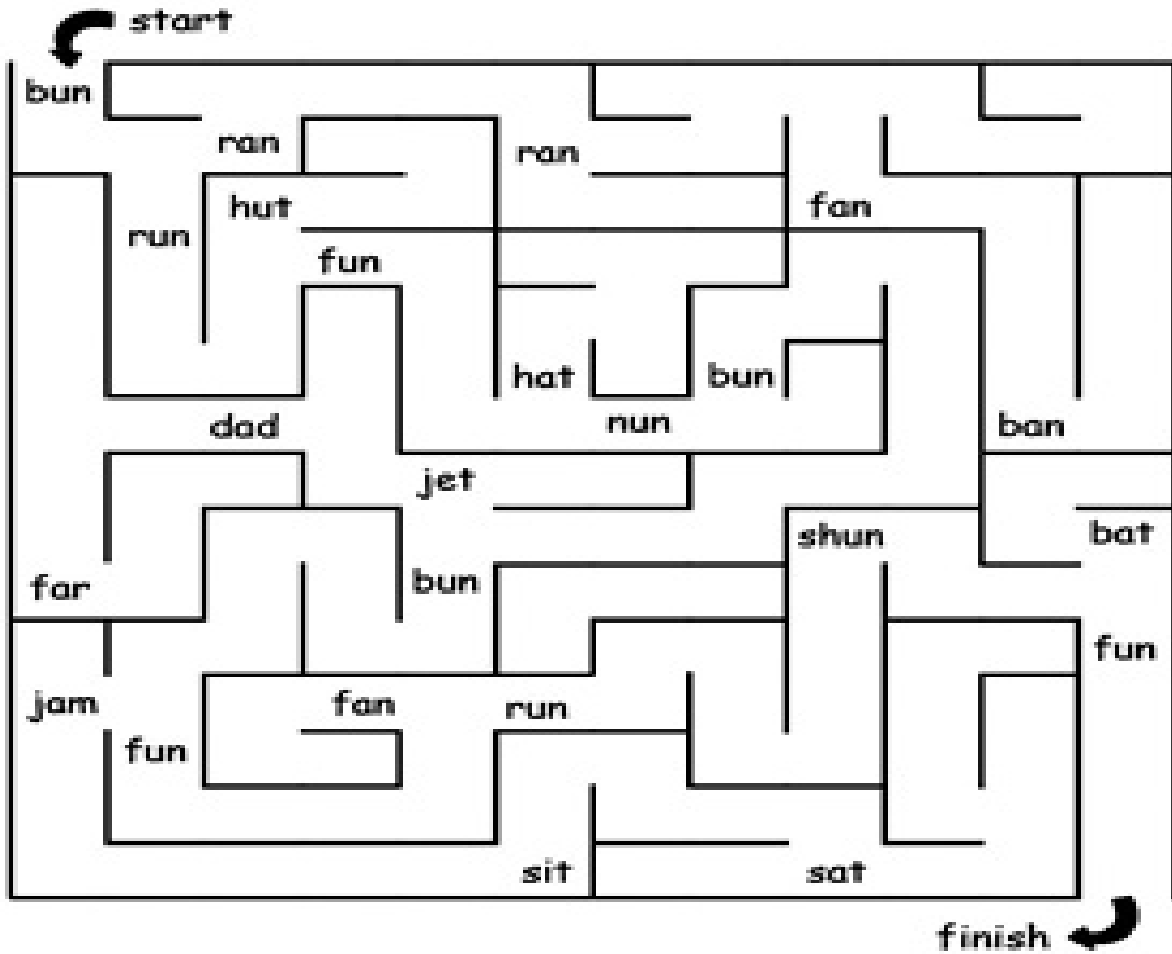 start
bun
ran
ran
hut
fan
run
fun
hat
bun
dad
nun
ban
jet
shun
bat
far
bun
fun
jam
fan
run
fun
sit
sat
finish